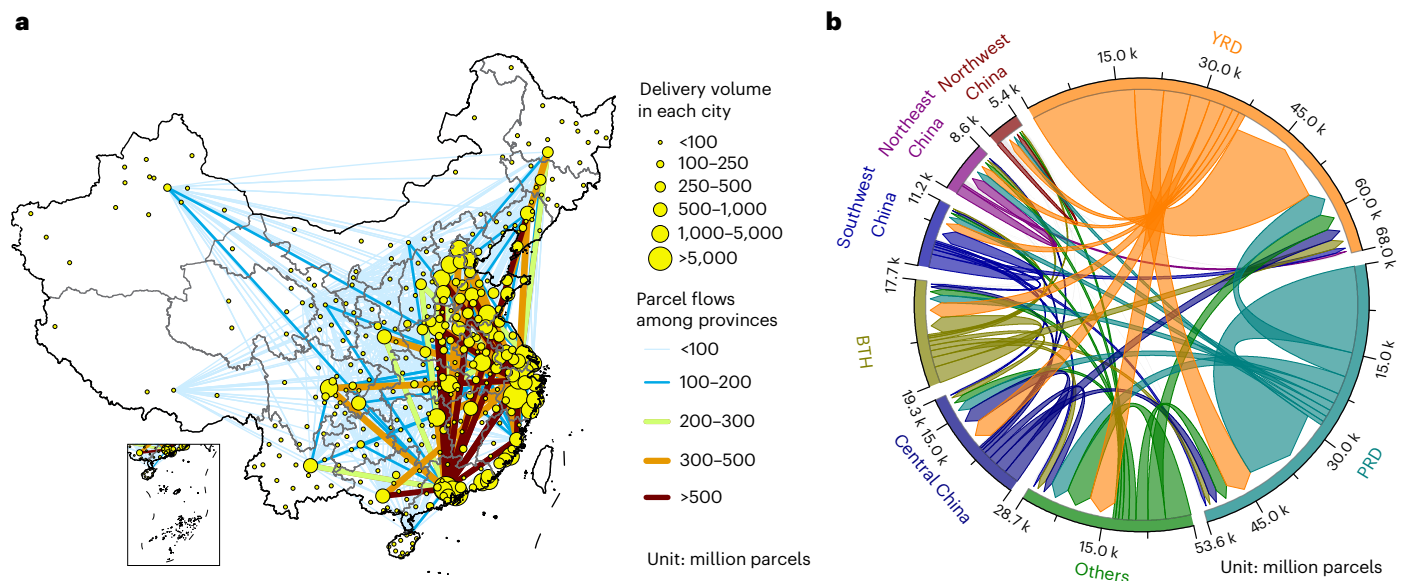 a
Delivery volume
in each city
<100
100–250
250–500
500–1,000
1,000–5,000
>5,000
Parcel flows
among provinces
<100
100–200
200–300
300–500
>500
Unit: million parcels
b
YRD
15.0 k
30.0 k
45.0 k
60.0 k
68.0 k
PRD
15.0 k
30.0 k
45.0 k
53.6 k
Others
15.0 k
28.7 k
Central China
15.0 k
19.3 k
BTH
17.7 k
Southwest
China
11.2 k
Northeast
China
8.6 k
Northwest
China
5.4 k
Unit: million parcels